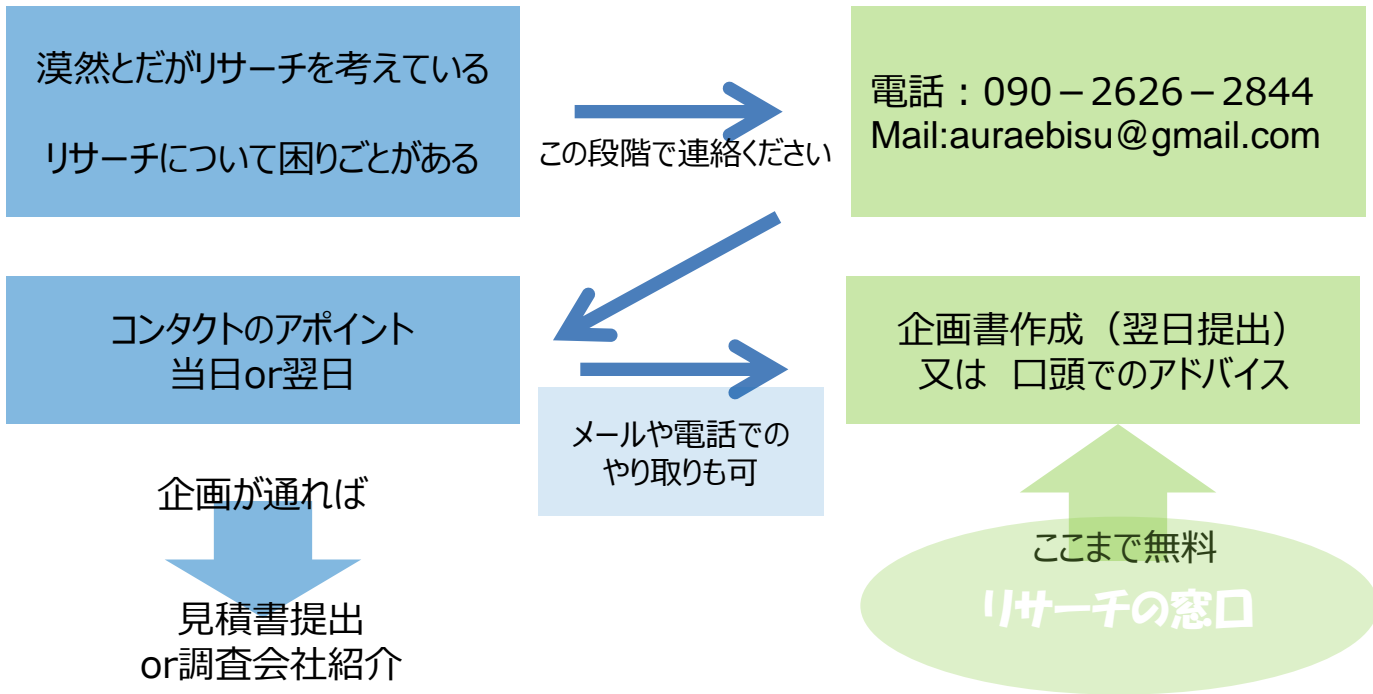 漠然とだがリサーチを考えている
リサーチについて困りごとがある
この段階で連絡ください
電話：090－2626－2844
Mail:auraebisu@gmail.com
コンタクトのアポイント
当日or翌日
メールや電話での
やり取りも可
企画書作成（翌日提出）
又は　口頭でのアドバイス
企画が通れば
見積書提出
or調査会社紹介
ここまで無料
リサーチの窓口